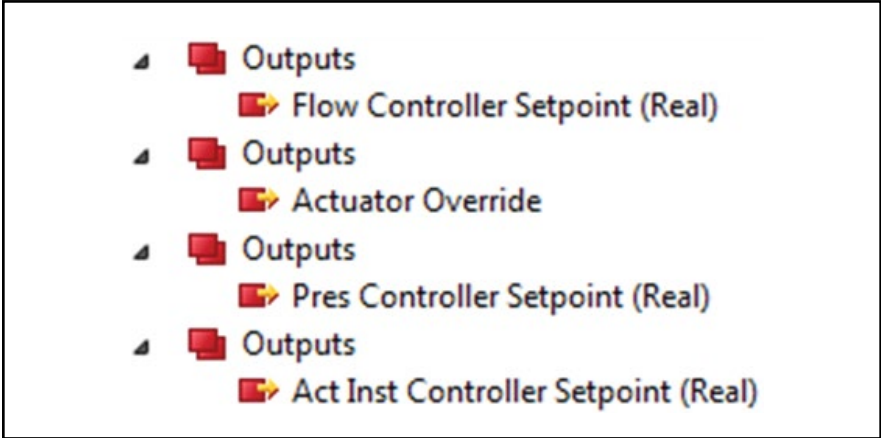 Outputs
Flow Controller Setpoint (Real)
Outputs
Actuator Override
Outputs
Pres Controller Setpoint (Real)
Outputs
Act Inst Controller Setpoint (Real)